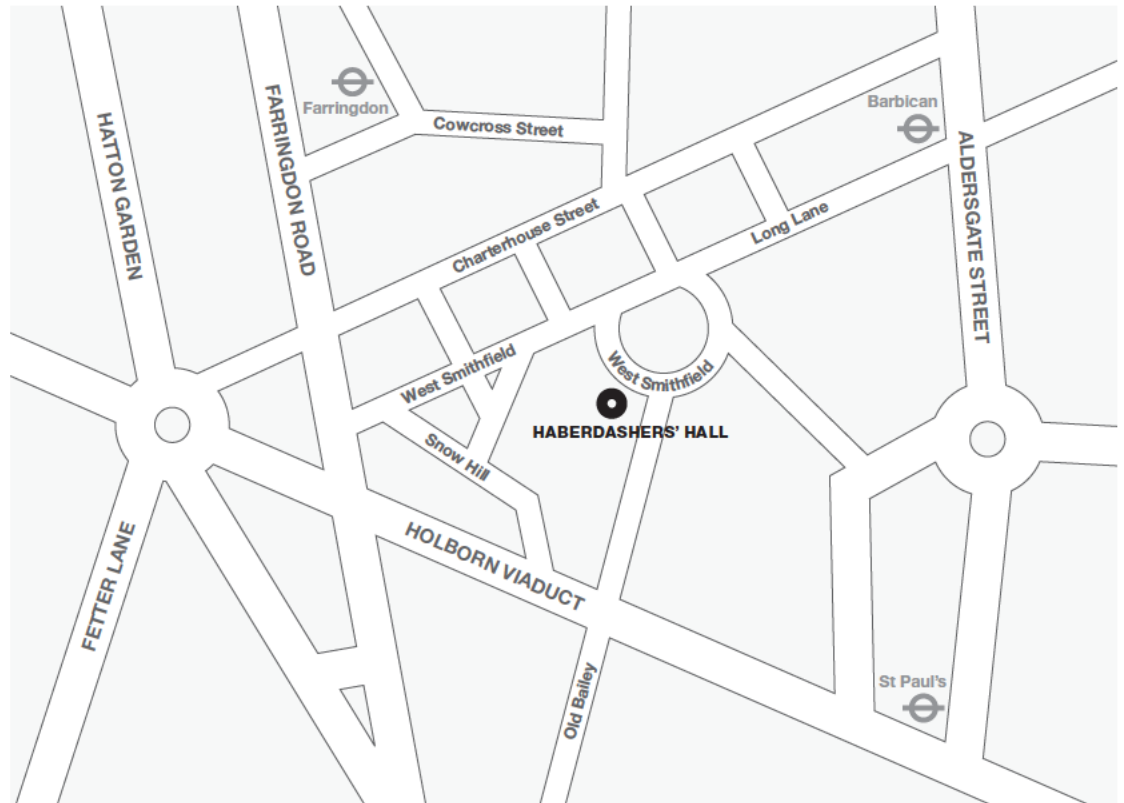 Farringdon
Barbican
HATTON GARDEN
FARRINGDON ROAD
Cowcross Street
ALDERSGATE STREET
Charterhouse Street
Long Lane
West Smithfield
West Smithfield
HABERDASHERS' HALL
Snow Hill
HOLBORN VIADUCT
FETTER LANE
St Paul's
Old Bailey